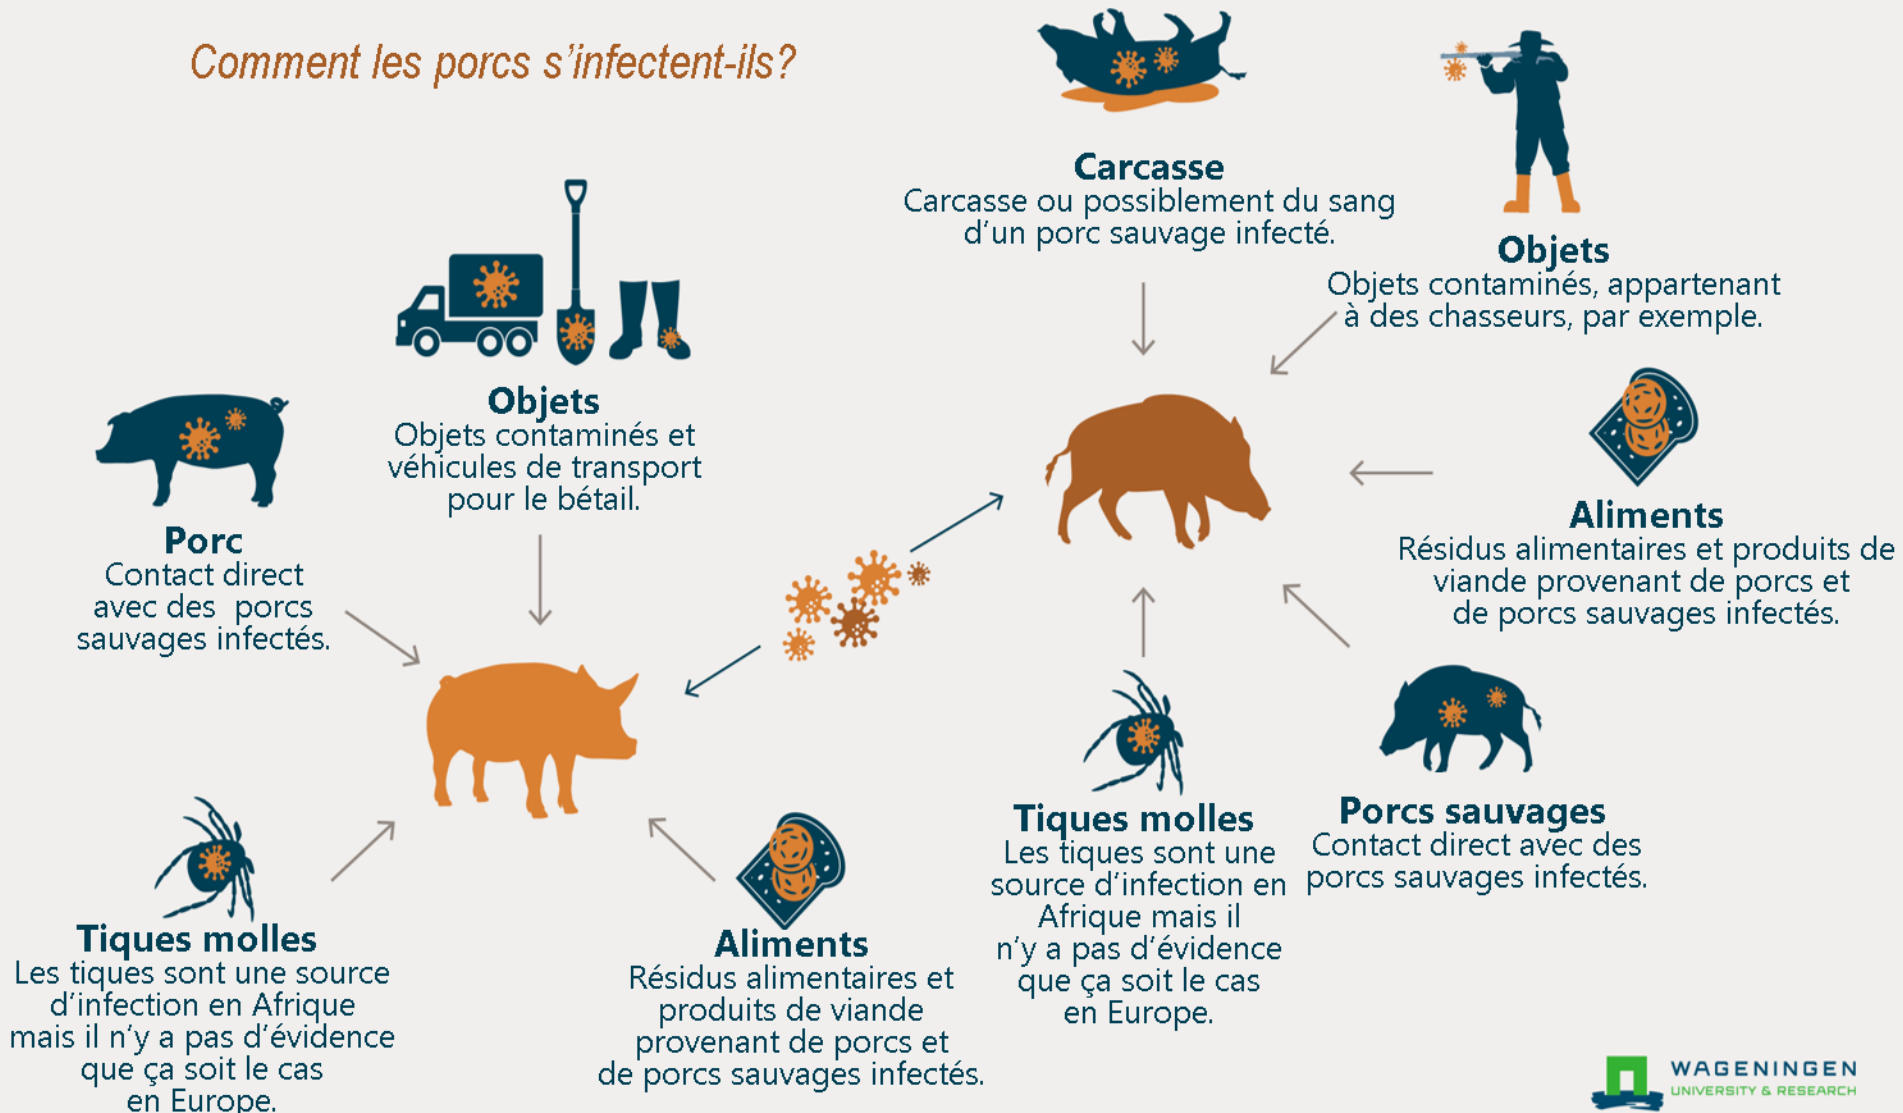 Comment les porcs s'infectent-ils?
Carcasse
Carcasse ou possiblement du sang
d'un porc sauvage infecté.
Objets
Objets contaminés, appartenant
à des chasseurs, par exemple.
Objets
Objets contaminés et
véhicules de transport
pour le bétail.
Porc
Contact direct
avec des porcs
sauvages infectés.
Aliments
Résidus alimentaires et produits de
viande provenant de porcs et
de porcs sauvages infectés.
Tiques molles
Les tiques sont une source
d'infection en Afrique
mais il n'y a pas d'évidence
que ça soit le cas
en Europe.
Aliments
Résidus alimentaires et
produits de viande
provenant de porcs et
de porcs sauvages infectés.
Tiques molles
Les tiques sont une
source d'infection en
Afrique mais il
n'y a pas d'évidence
que ça soit le cas
en Europe.
Porcs sauvages
Contact direct avec des
porcs sauvages infectés.
WAGENINGEN
UNIVERSITY & RESEARCH